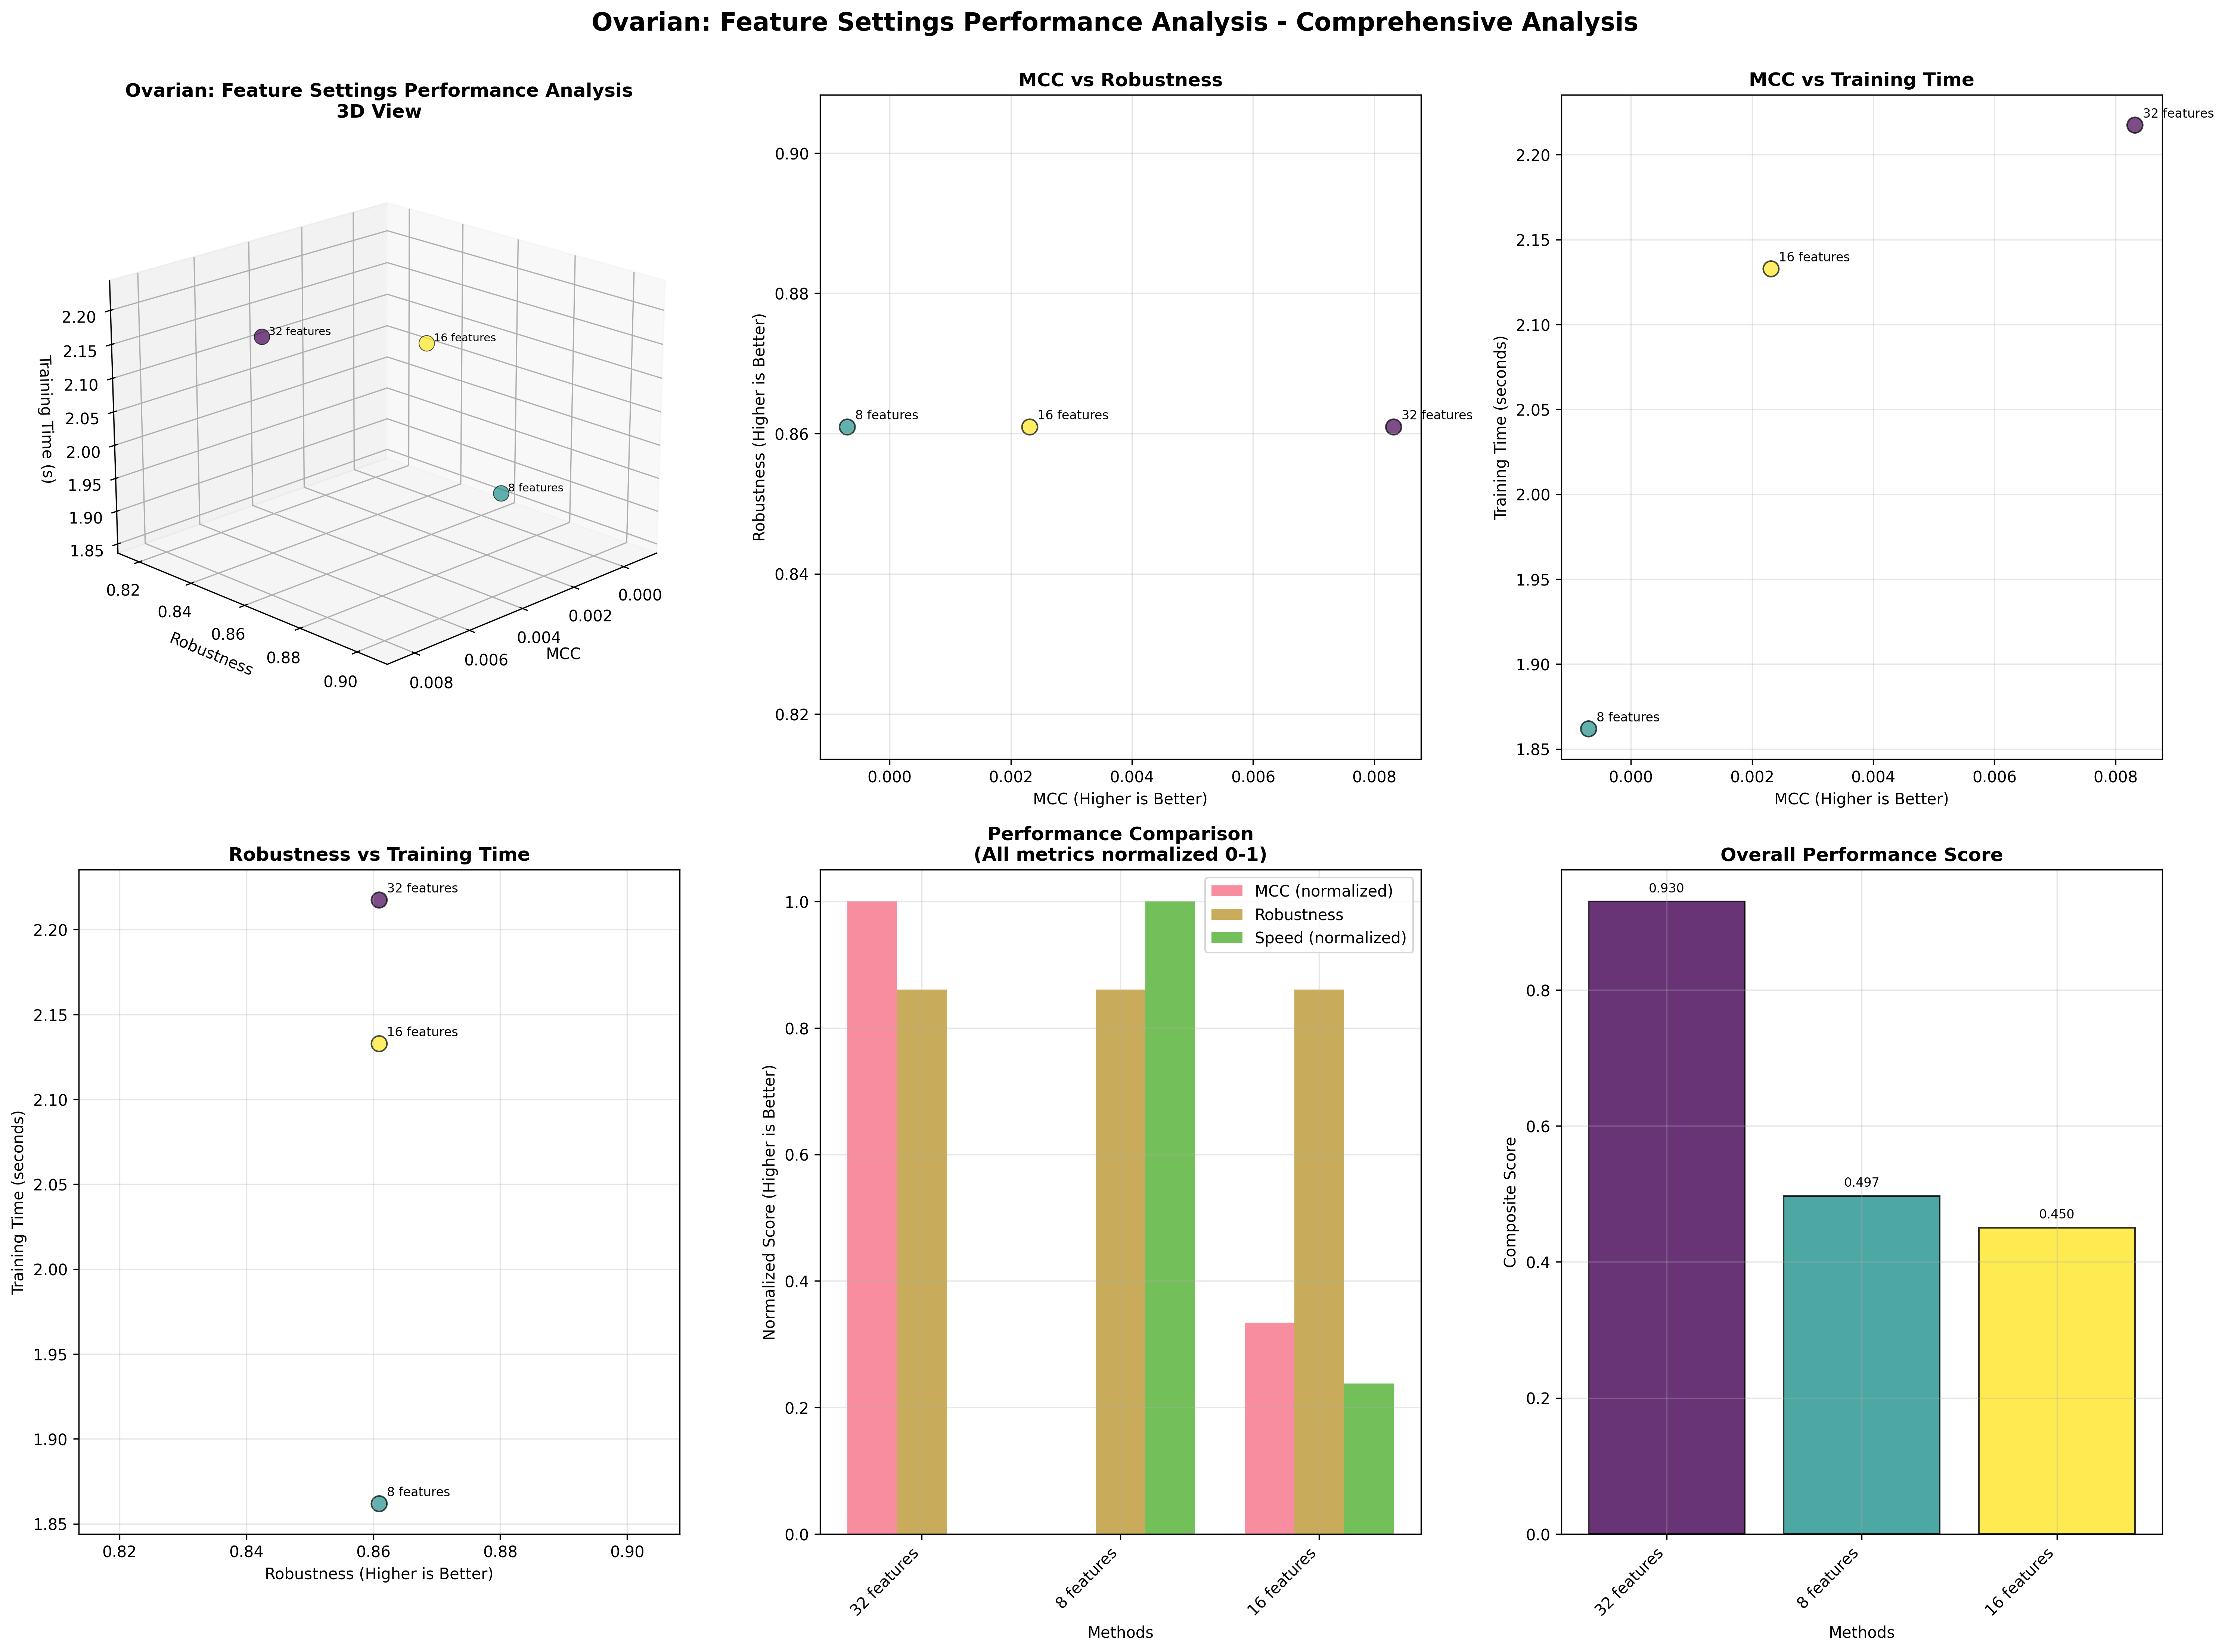 Ovarian: Feature Settings Performance Analysis - Comprehensive Analysis
Ovarian: Feature Settings Performance Analysis
3D View
2.20
2.15
2.10
2.05
2.00
1.95
1.90
1.85
Training Time (s)
0.82
0.84
0.86
0.88
0.90
Robustness
0.000
0.002
0.004
0.006
0.008
MCC
32 features
16 features
8 features
MCC vs Robustness
0.90
0.88
0.86
0.84
0.82
Robustness (Higher is Better)
8 features
16 features
32 features
0.000
0.002
0.004
0.006
0.008
MCC (Higher is Better)
MCC vs Training Time
2.20
2.15
2.10
2.05
2.00
1.95
1.90
1.85
Training Time (seconds)
32 features
16 features
8 features
0.000
0.002
0.004
0.006
0.008
MCC (Higher is Better)
Robustness vs Training Time
2.20
2.15
2.10
2.05
2.00
1.95
1.90
1.85
Training Time (seconds)
32 features
16 features
8 features
0.82
0.84
0.86
0.88
0.90
Robustness (Higher is Better)
Performance Comparison
(All metrics normalized 0-1)
1.0
0.8
0.6
0.4
0.2
0.0
Normalized Score (Higher is Better)
MCC (normalized)
Robustness
Speed (normalized)
32 features
8 features
16 features
Methods
Overall Performance Score
0.8
0.6
0.4
0.2
0.0
Composite Score
0.930
0.497
0.450
32 features
8 features
16 features
Methods